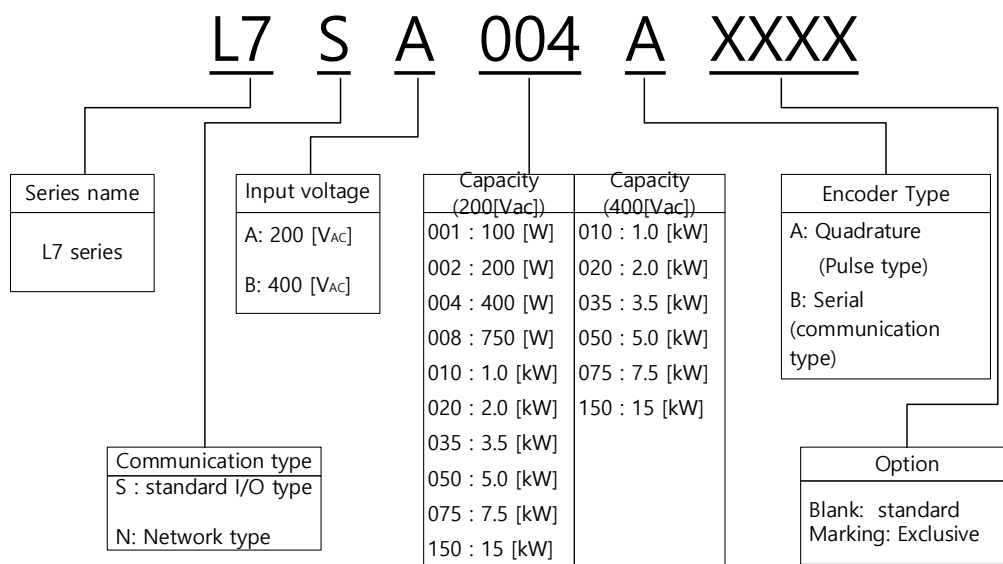 L7 S A 004 A XXXX
Series name
L7 series
Input voltage
A: 200 [VAC]
B: 400 [VAC]
Capacity
(200[Vac])
001 : 100 [W]
002 : 200 [W]
004 : 400 [W]
008 : 750 [W]
010 : 1.0 [kW]
020 : 2.0 [kW]
035 : 3.5 [kW]
050 : 5.0 [kW]
075 : 7.5 [kW]
150 : 15 [kW]
Capacity
(400[Vac])
010 : 1.0 [kW]
020 : 2.0 [kW]
035 : 3.5 [kW]
050 : 5.0 [kW]
075 : 7.5 [kW]
150 : 15 [kW]
Encoder Type
A: Quadrature
(Pulse type)
B: Serial
(communication
type)
Communication type
S : standard I/O type
N: Network type
Option
Blank: standard
Marking: Exclusive